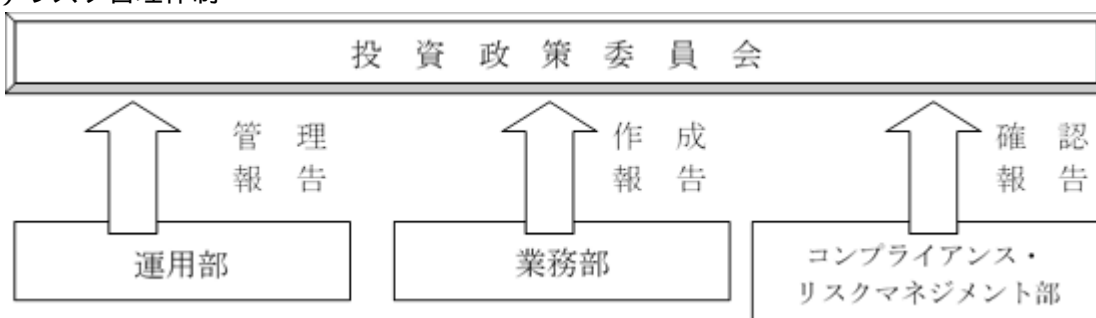 投資政策委員会
管理
報告
作成
報告
確認
報告
運用部
業務部
コンプライアンス・
リスクマネジメント部